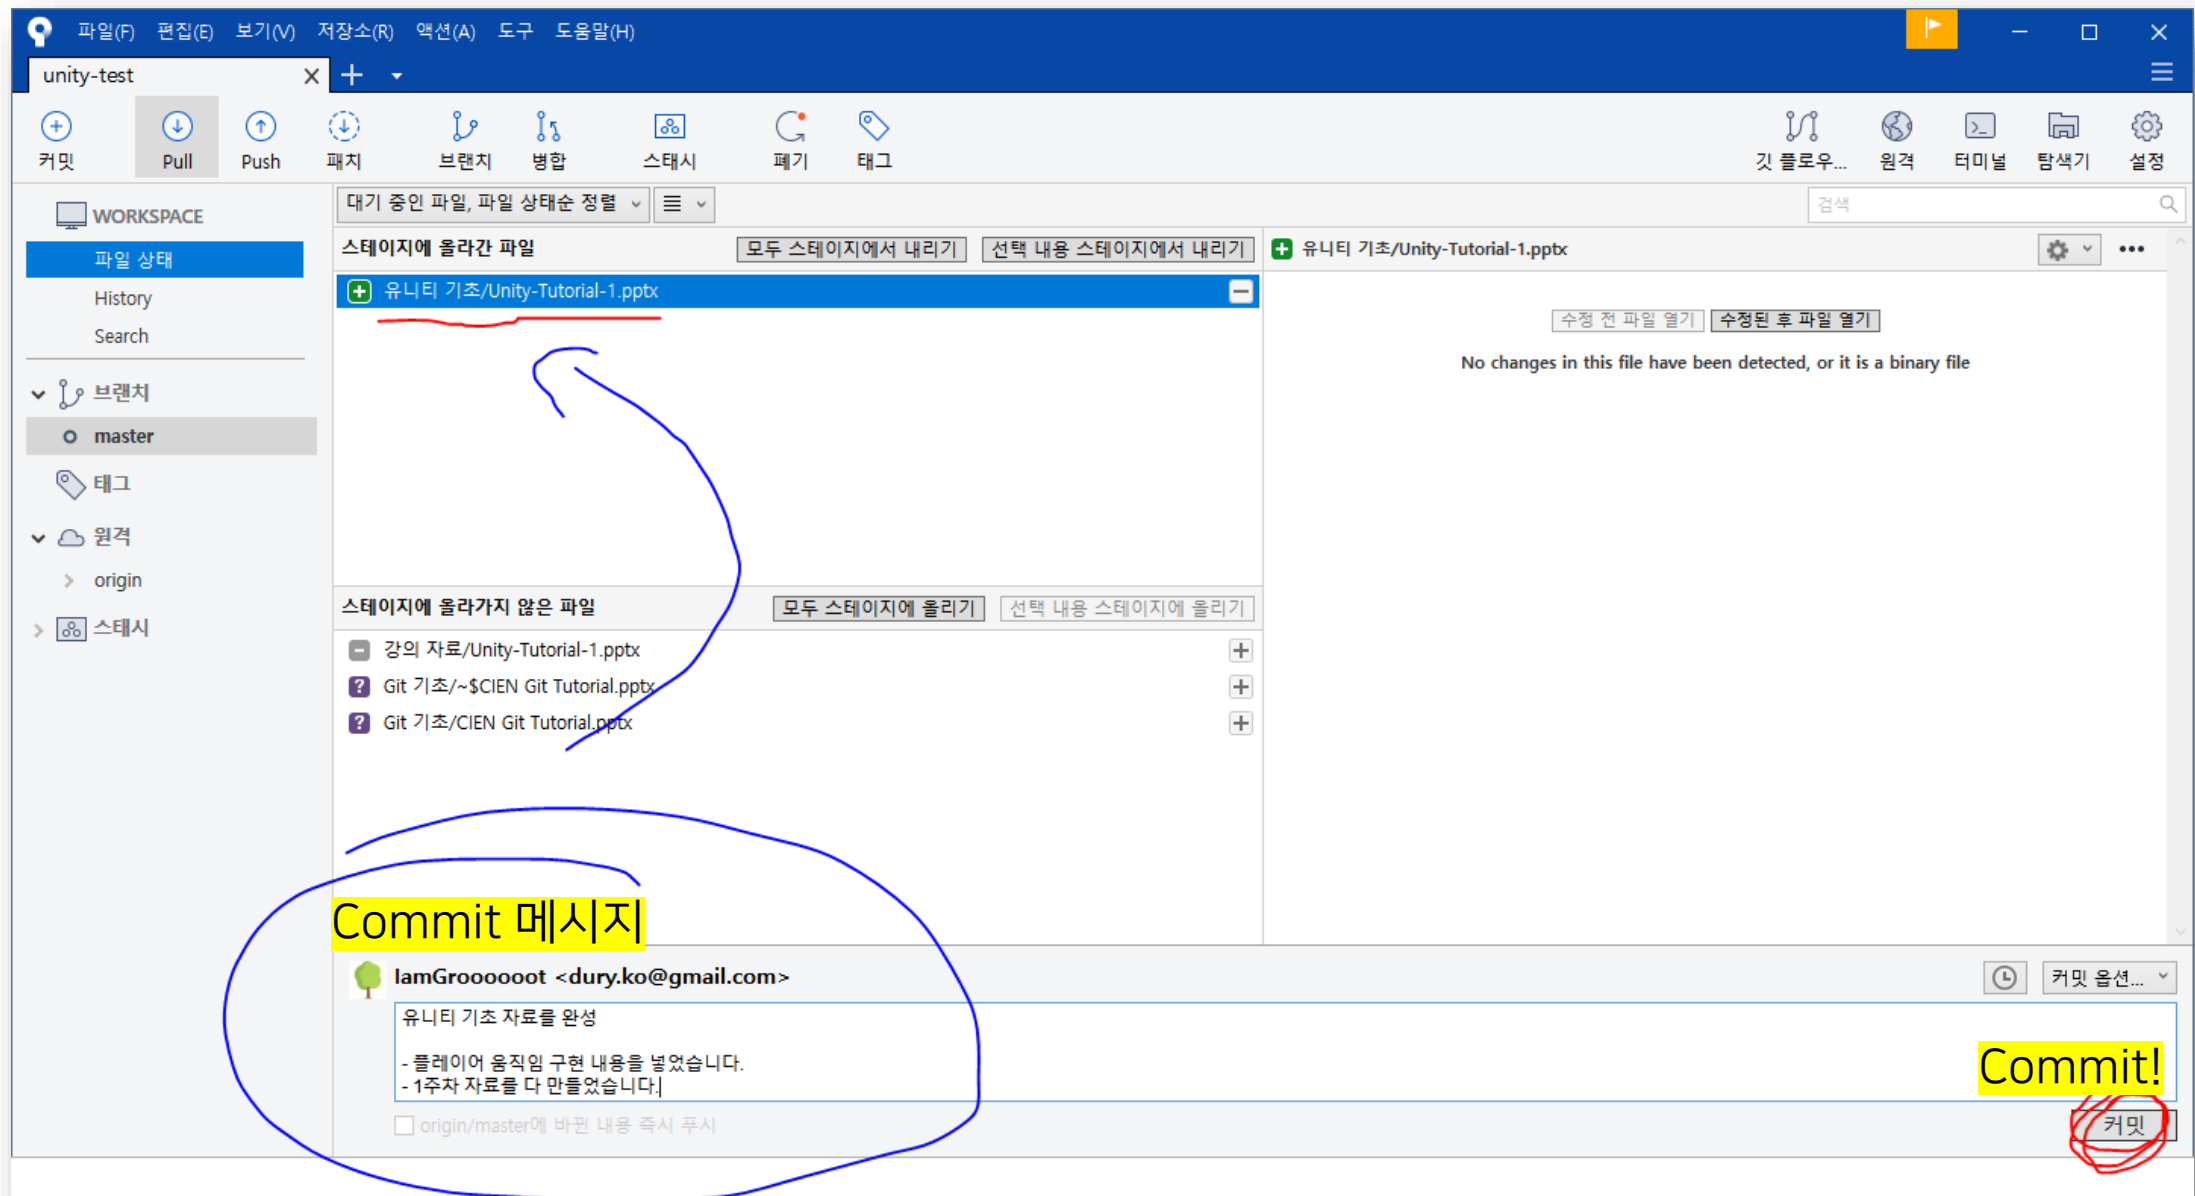 파일(F) 편집(E) 보기(V) 저장소(R) 액션(A) 도구 도움말(H)
unity-test
커밋 Pull Push 패치 브랜치 병합 스태시 폐기 태그 깃 플로우... 원격 터미널 탐색기 설정
WORKSPACE
파일 상태
History
Search
브랜치
master
태그
원격
origin
스태시
대기 중인 파일, 파일 상태순 정렬
검색
스테이지에 올라간 파일 모두 스테이지에서 내리기 선택 내용 스테이지에서 내리기
유니티 기초/Unity-Tutorial-1.pptx
스테이지에 올라가지 않은 파일 모두 스테이지에 올리기 선택 내용 스테이지에 올리기
강의 자료/Unity-Tutorial-1.pptx
Git 기초/~$CIEN Git Tutorial.pptx
Git 기초/CIEN Git Tutorial.pptx
유니티 기초/Unity-Tutorial-1.pptx
수정 전 파일 열기 수정된 후 파일 열기
No changes in this file have been detected, or it is a binary file
Commit 메시지
IamGroooooot <dury.ko@gmail.com>
커밋 옵션...
유니티 기초 자료를 완성
- 플레이어 움직임 구현 내용을 넣었습니다.
- 1주차 자료를 다 만들었습니다.
origin/master에 바뀐 내용 즉시 푸시
Commit!
커밋